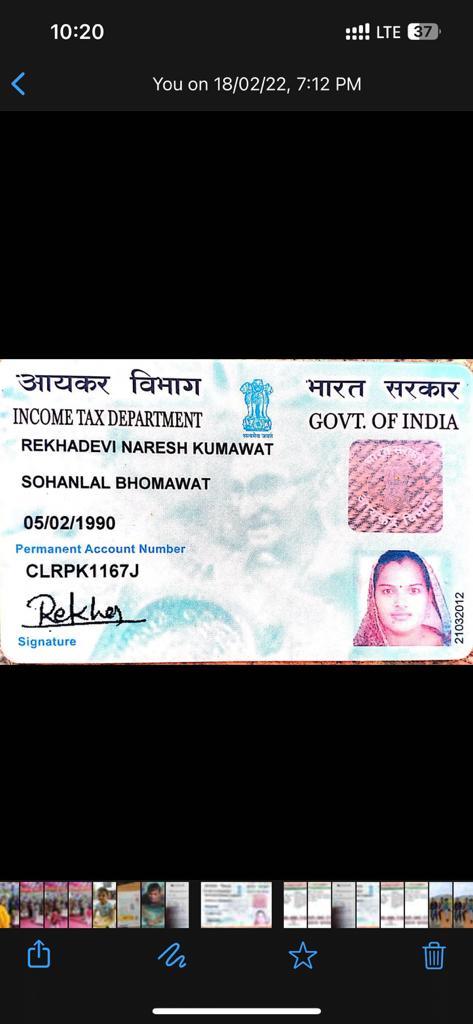 10:20 LTE 37
You on 18/02/22, 7:12 PM
आयकर विभाग
भारत सरकार
INCOME TAX DEPARTMENT
सत्यमेव जयते
GOVT. OF INDIA
REKHADEVI NARESH KUMAWAT
SOHANLAL BHOMAWAT
05/02/1990
Permanent Account Number
CLRPK1167J
Rekha
Signature
21032012